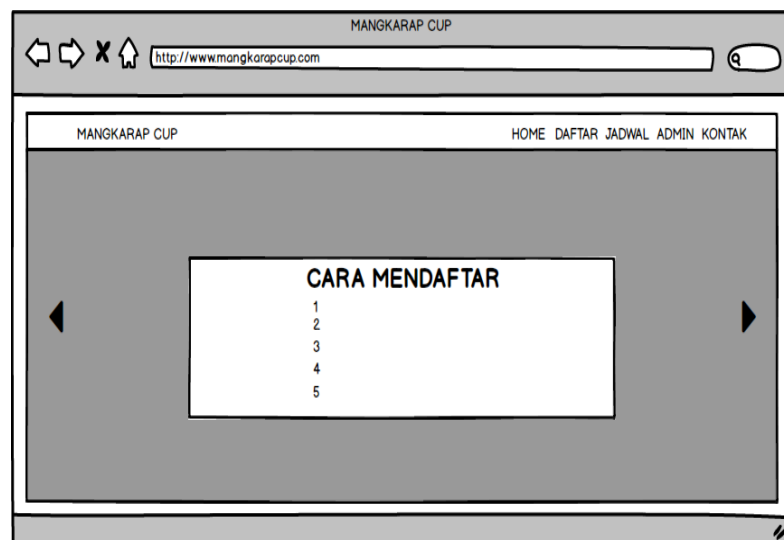 MANGKARAP CUP
http://www.mangkarapcup.com
MANGKARAP CUP HOME DAFTAR JADWAL ADMIN KONTAK
CARA MENDAFTAR
1
2
3
4
5